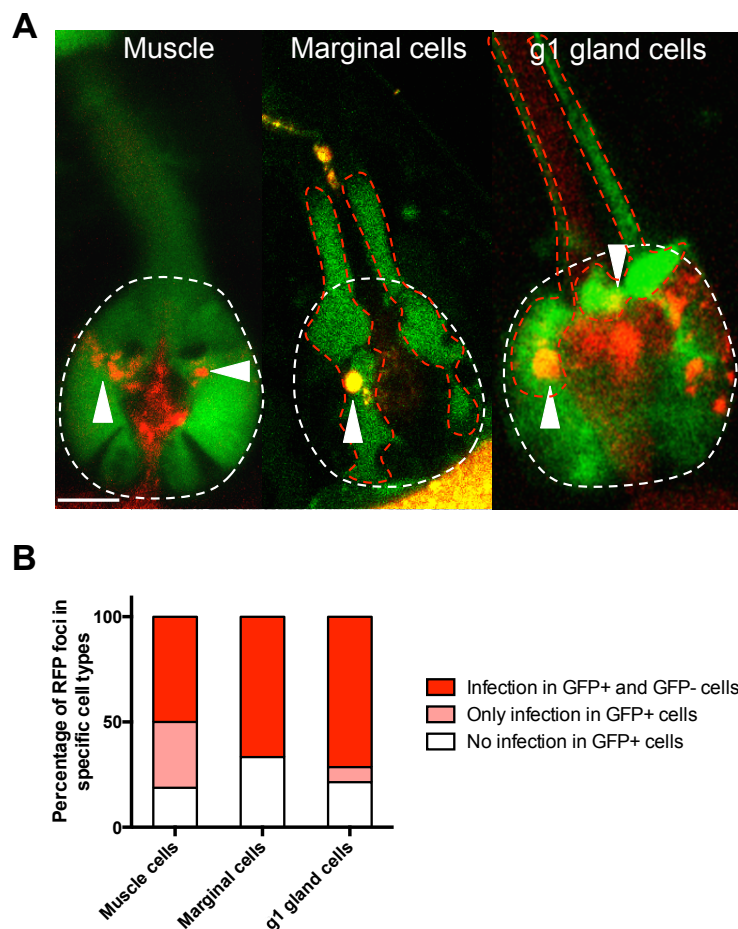 A
Muscle
Marginal cells
g1 gland cells
B
Percentage of RFP foci in
specific cell types
100
50
0
Muscle cells
Marginal cells
g1 gland cells
Infection in GFP+ and GFP- cells
Only infection in GFP+ cells
No infection in GFP+ cells